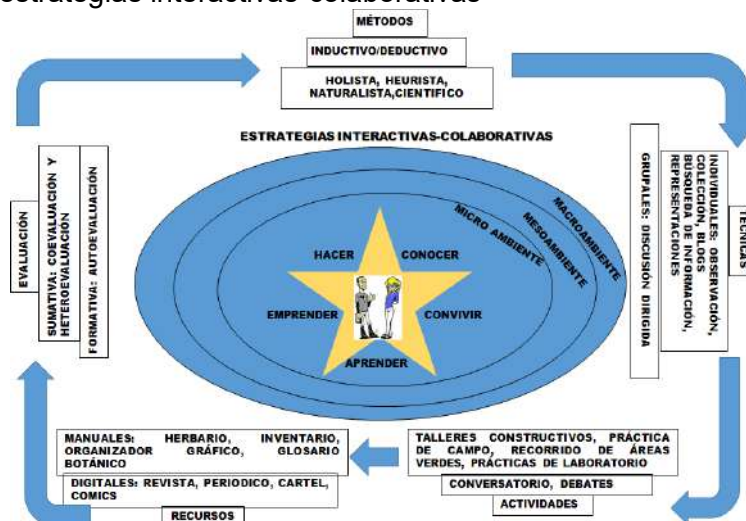 estrategias interactivas-colaborativas
MÉTODOS
INDUCTIVO/DEDUCTIVO
HOLISTA, HEURISTA,
NATURALISTA,CIENTIFICO
ESTRATEGIAS INTERACTIVAS-COLABORATIVAS
MACROAMBIENTE
MESOAMBIENTE
MICRO AMBIENTE
HACER
CONOCER
EMPRENDER
CONVIVIR
APRENDER
TECNICAS
INDIVIDUALES: OBSERVACIÓN,
COLECCIÓN, BLOGS
BÚSQUEDA DE INFORMACIÓN,
REPRESENTACIONES
GRUPALES: DISCUSIÓN DIRIGIDA
TALLERES CONSTRUCTIVOS, PRÁCTICA
DE CAMPO, RECORRIDO DE ÁREAS
VERDES, PRÁCTICAS DE LABORATORIO
CONVERSATORIO, DEBATES
ACTIVIDADES
MANUALES: HERBARIO, INVENTARIO,
ORGANIZADOR GRÁFICO, GLOSARIO
BOTÁNICO
DIGITALES: REVISTA, PERIODICO, CARTEL,
COMICS
RECURSOS
EVALUACIÓN
SUMATIVA: COEVALUACIÓN Y
HETEROEVALUACIÓN
FORMATIVA: AUTOEVALUACIÓN